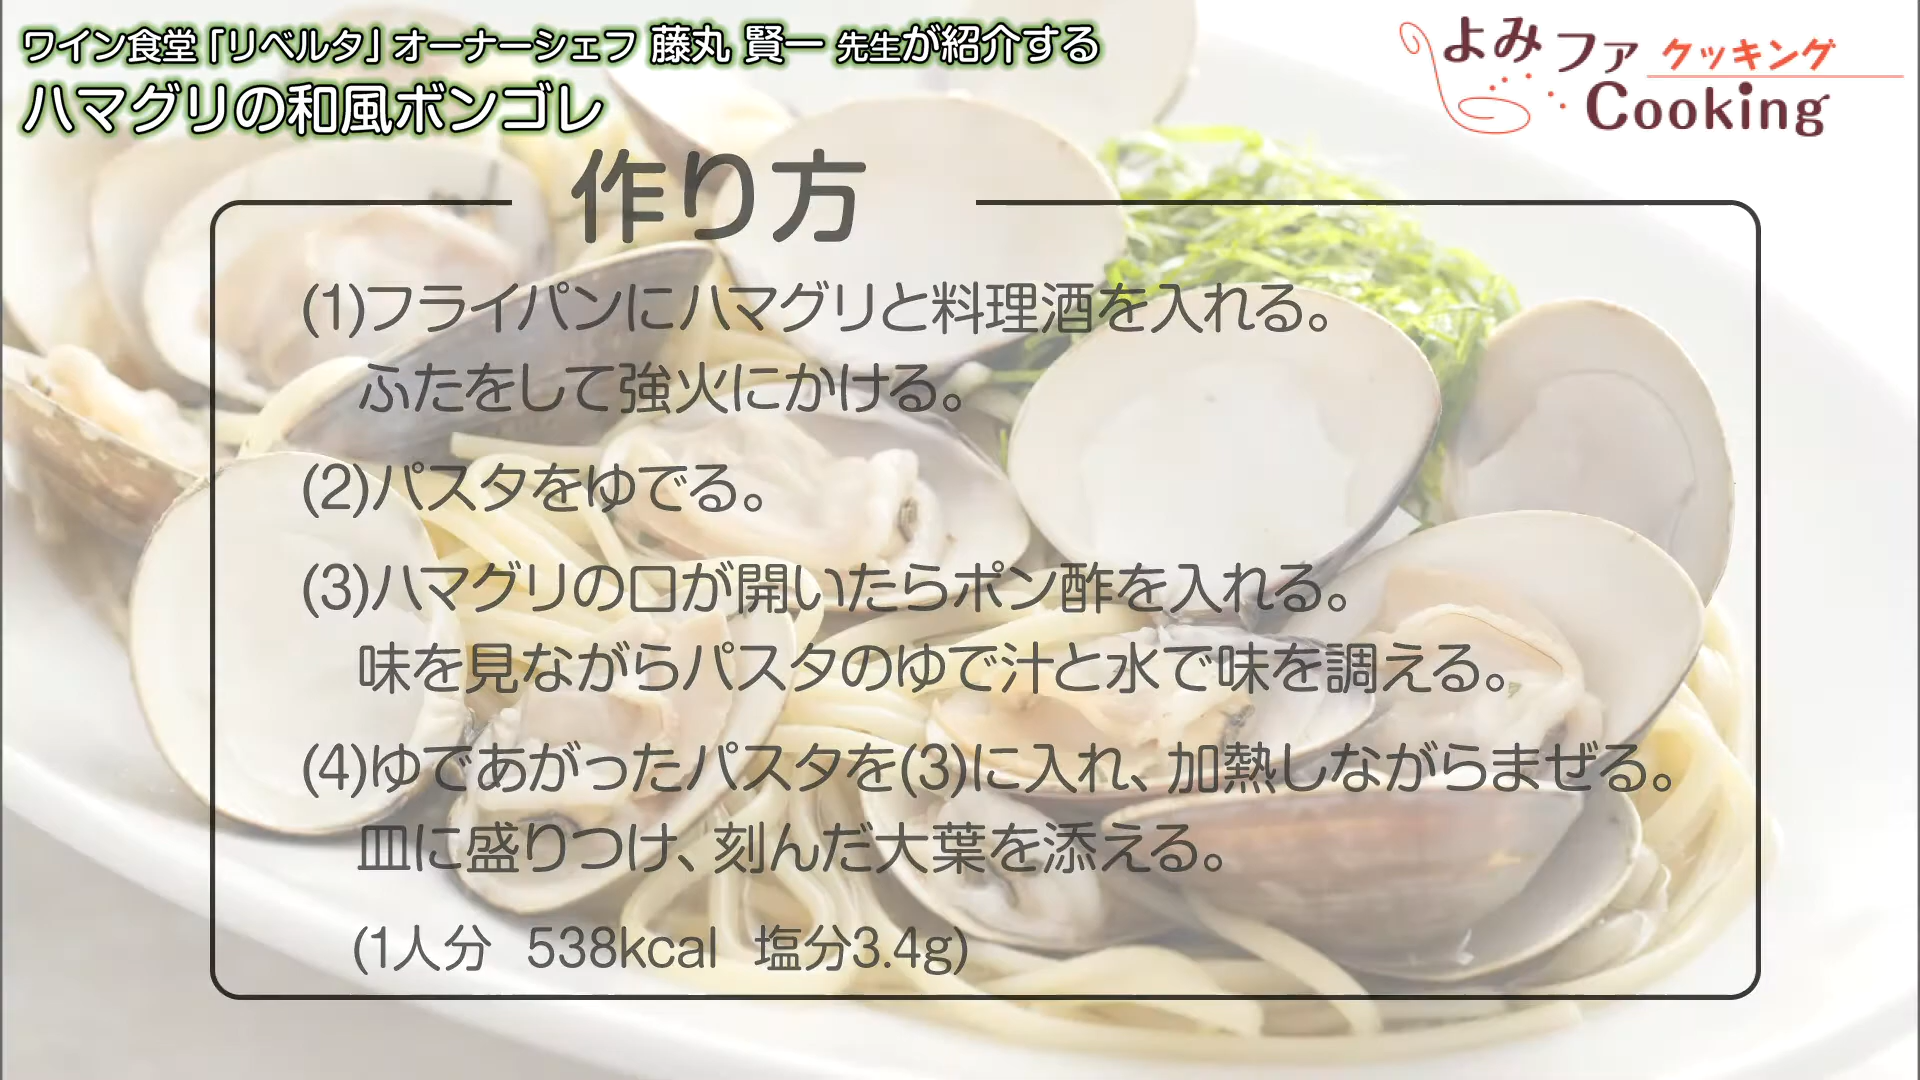 ワイン食堂「リベルタ」オーナーシェフ 藤丸 賢一 先生が紹介する
ハマグリの和風ボンゴレ
よみファ クッキング
Cooking
作り方
(1)フライパンにハマグリと料理酒を入れる。
ふたをして強火にかける。
(2)パスタをゆでる。
(3)ハマグリの口が開いたらポン酢を入れる。
味を見ながらパスタのゆで汁と水で味を調える。
(4)ゆであがったパスタを(3)に入れ、加熱しながらまぜる。
皿に盛りつけ、刻んだ大葉を添える。
(1人分 538kcal 塩分3.4g)